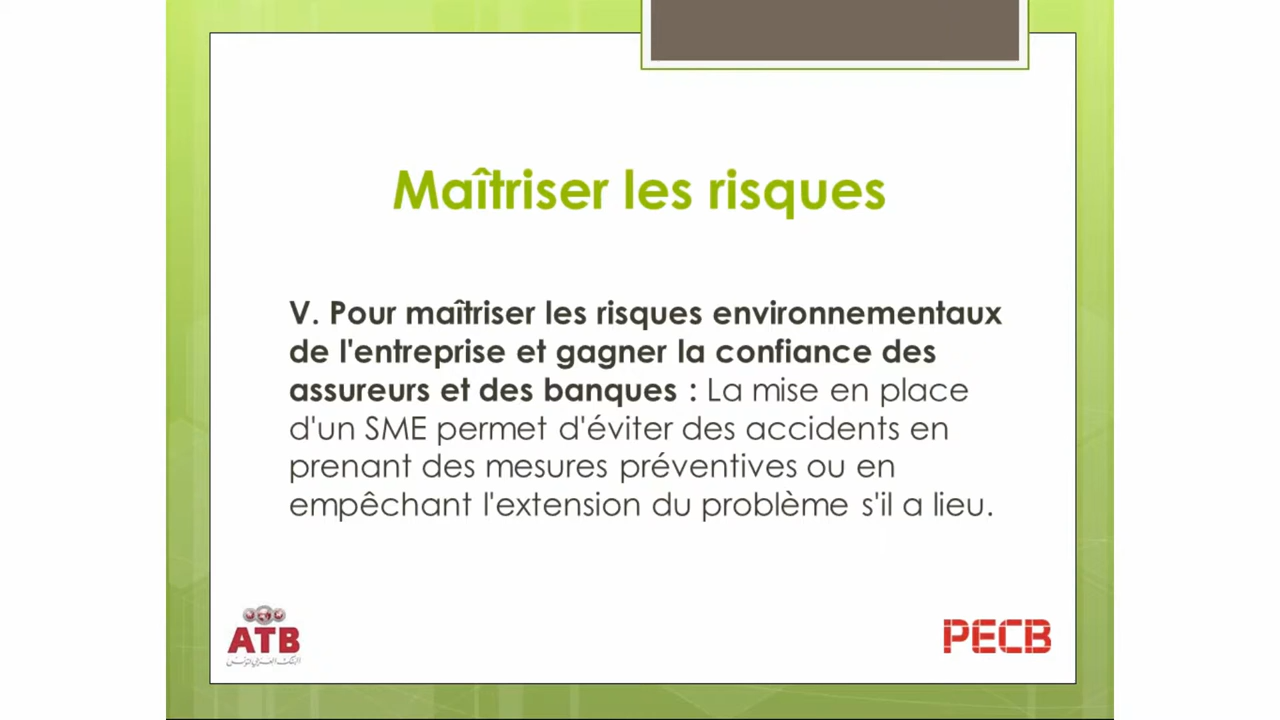 Maîtriser les risques
V. Pour maîtriser les risques environnementaux
de l'entreprise et gagner la confiance des
assureurs et des banques : La mise en place
d'un SME permet d'éviter des accidents en
prenant des mesures préventives ou en
empêchant l'extension du problème s'il a lieu.
ATB
PECB